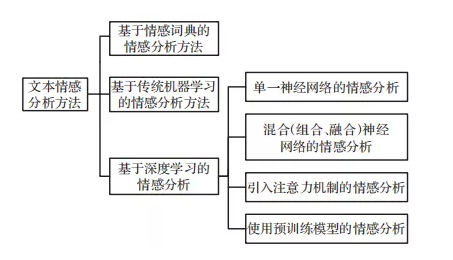 基于情感词典的
情感分析方法
文本情感
分析方法
基于传统机器学习
的情感分析方法
基于深度学习的
情感分析
单一神经网络的情感分析
混合(组合、融合)神经
网络的情感分析
引入注意力机制的情感分析
使用预训练模型的情感分析